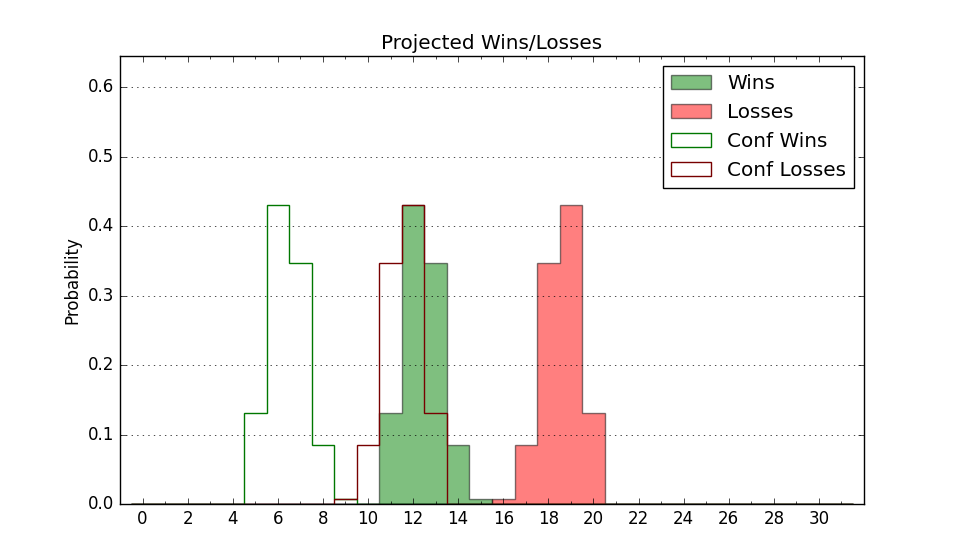 Projected Wins/Losses
Wins
Losses
Conf Wins
Conf Losses
Probability
0.6
0.5
0.4
0.3
0.2
0.1
0.0
0 2 4 6 8 10 12 14 16 18 20 22 24 26 28 30